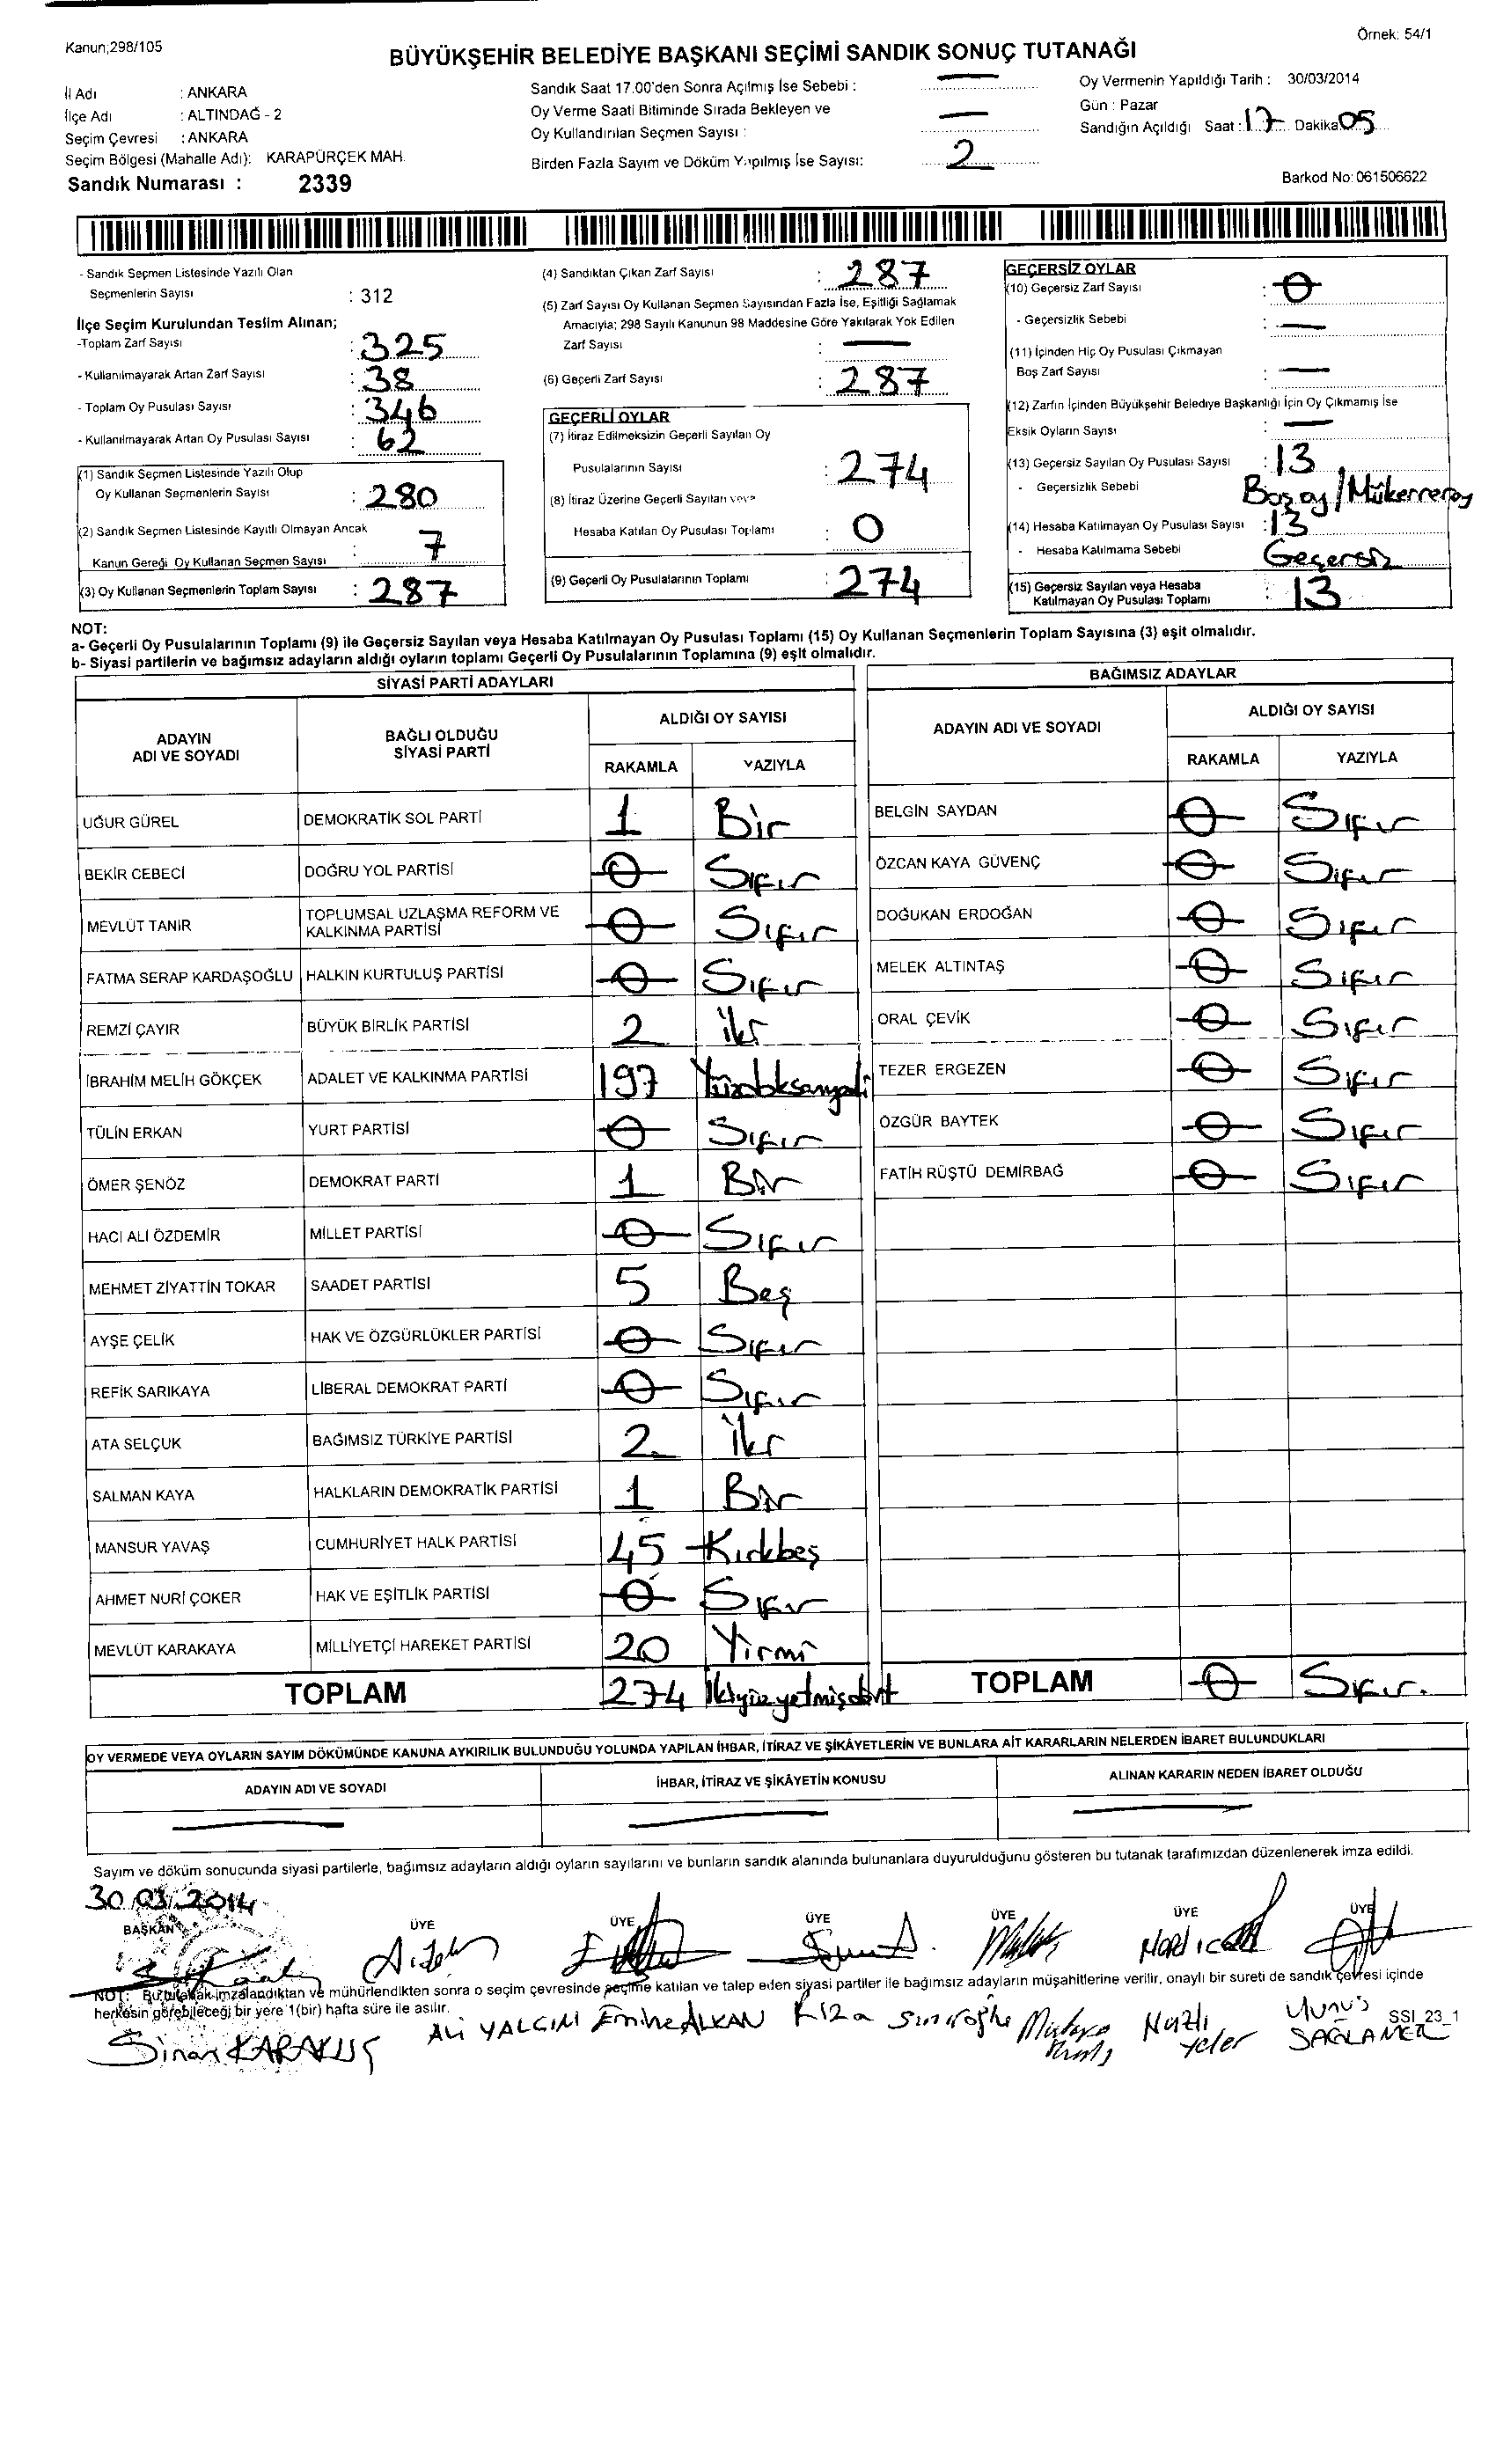 Kanun;298/105
Örnek: 54/1
BÜYÜKŞEHİR BELEDİYE BAŞKANI SEÇİMİ SANDIK SONUÇ TUTANAĞI
İl Adı : ANKARA
İlçe Adı : ALTINDAĞ - 2
Seçim Çevresi : ANKARA
Seçim Bölgesi (Mahalle Adı): KARAPÜRÇEK MAH.
Sandık Numarası : 2339
Sandık Saat 17.00'den Sonra Açılmış İse Sebebi : —
Oy Verme Saati Bitiminde Sırada Bekleyen ve
Oy Kullandırılan Seçmen Sayısı : —
Birden Fazla Sayım ve Döküm Yapılmış İse Sayısı: 2
Oy Vermenin Yapıldığı Tarih : 30/03/2014
Gün : Pazar
Sandığın Açıldığı Saat : 17 Dakika 05
Barkod No: 061506622
- Sandık Seçmen Listesinde Yazılı Olan
Seçmenlerin Sayısı : 312
İlçe Seçim Kurulundan Teslim Alınan;
-Toplam Zarf Sayısı : 325
- Kullanılmayarak Artan Zarf Sayısı : 38
- Toplam Oy Pusulası Sayısı : 346
- Kullanılmayarak Artan Oy Pusulası Sayısı : 62
(1) Sandık Seçmen Listesinde Yazılı Olup
Oy Kullanan Seçmenlerin Sayısı : 280
(2) Sandık Seçmen Listesinde Kayıtlı Olmayan Ancak
Kanun Gereği Oy Kullanan Seçmen Sayısı : 7
(3) Oy Kullanan Seçmenlerin Toplam Sayısı : 287
(4) Sandıktan Çıkan Zarf Sayısı : 287
(5) Zarf Sayısı Oy Kullanan Seçmen Sayısından Fazla İse, Eşitliği Sağlamak
Amacıyla; 298 Sayılı Kanunun 98 Maddesine Göre Yakılarak Yok Edilen
Zarf Sayısı : —
(6) Geçerli Zarf Sayısı : 287
GEÇERLİ OYLAR
(7) İtiraz Edilmeksizin Geçerli Sayılan Oy
Pusulalarının Sayısı : 274
(8) İtiraz Üzerine Geçerli Sayılan veya
Hesaba Katılan Oy Pusulası Toplamı : 0
(9) Geçerli Oy Pusulalarının Toplamı : 274
GEÇERSİZ OYLAR
(10) Geçersiz Zarf Sayısı : 0
- Geçersizlik Sebebi : —
(11) İçinden Hiç Oy Pusulası Çıkmayan
Boş Zarf Sayısı : —
(12) Zarfın İçinden Büyükşehir Belediye Başkanlığı İçin Oy Çıkmamış İse
Eksik Oyların Sayısı : —
(13) Geçersiz Sayılan Oy Pusulası Sayısı : 13
- Geçersizlik Sebebi Boş oy / Mükerrer oy
(14) Hesaba Katılmayan Oy Pusulası Sayısı : 13
- Hesaba Katılmama Sebebi Geçersiz
(15) Geçersiz Sayılan veya Hesaba
Katılmayan Oy Pusulası Toplamı : 13
NOT:
a- Geçerli Oy Pusulalarının Toplamı (9) ile Geçersiz Sayılan veya Hesaba Katılmayan Oy Pusulası Toplamı (15) Oy Kullanan Seçmenlerin Toplam Sayısına (3) eşit olmalıdır.
b- Siyasi partilerin ve bağımsız adayların aldığı oyların toplamı Geçerli Oy Pusulalarının Toplamına (9) eşit olmalıdır.
SİYASİ PARTİ ADAYLARI
ADAYIN ADI VE SOYADI BAĞLI OLDUĞU SİYASİ PARTİ ALDIĞI OY SAYISI
RAKAMLA YAZIYLA
UĞUR GÜREL DEMOKRATİK SOL PARTİ 1 Bir
BEKİR CEBECİ DOĞRU YOL PARTİSİ 0 Sıfır
MEVLÜT TANIR TOPLUMSAL UZLAŞMA REFORM VE KALKINMA PARTİSİ 0 Sıfır
FATMA SERAP KARDAŞOĞLU HALKIN KURTULUŞ PARTİSİ 0 Sıfır
REMZİ ÇAYIR BÜYÜK BİRLİK PARTİSİ 2 iki
İBRAHİM MELİH GÖKÇEK ADALET VE KALKINMA PARTİSİ 197 Yüzdoksanyedi
TÜLİN ERKAN YURT PARTİSİ 0 Sıfır
ÖMER ŞENÖZ DEMOKRAT PARTİ 1 Bir
HACI ALİ ÖZDEMİR MİLLET PARTİSİ 0 Sıfır
MEHMET ZİYATTİN TOKAR SAADET PARTİSİ 5 Beş
AYŞE ÇELİK HAK VE ÖZGÜRLÜKLER PARTİSİ 0 Sıfır
REFİK SARIKAYA LİBERAL DEMOKRAT PARTİ 0 Sıfır
ATA SELÇUK BAĞIMSIZ TÜRKİYE PARTİSİ 2 iki
SALMAN KAYA HALKLARIN DEMOKRATİK PARTİSİ 1 Bir
MANSUR YAVAŞ CUMHURİYET HALK PARTİSİ 45 Kırkbeş
AHMET NURİ ÇOKER HAK VE EŞİTLİK PARTİSİ 0 Sıfır
MEVLÜT KARAKAYA MİLLİYETÇİ HAREKET PARTİSİ 20 Yirmi
TOPLAM 274 İkiyüzyetmişdört
BAĞIMSIZ ADAYLAR
ADAYIN ADI VE SOYADI ALDIĞI OY SAYISI
RAKAMLA YAZIYLA
BELGİN SAYDAN 0 Sıfır
ÖZCAN KAYA GÜVENÇ 0 Sıfır
DOĞUKAN ERDOĞAN 0 Sıfır
MELEK ALTINTAŞ 0 Sıfır
ORAL ÇEVİK 0 Sıfır
TEZER ERGEZEN 0 Sıfır
ÖZGÜR BAYTEK 0 Sıfır
FATİH RÜŞTÜ DEMİRBAĞ 0 Sıfır
TOPLAM 0 Sıfır.
OY VERMEDE VEYA OYLARIN SAYIM DÖKÜMÜNDE KANUNA AYKIRILIK BULUNDUĞU YOLUNDA YAPILAN İHBAR, İTİRAZ VE ŞİKÂYETLERİN VE BUNLARA AİT KARARLARIN NELERDEN İBARET BULUNDUKLARI
ADAYIN ADI VE SOYADI İHBAR, İTİRAZ VE ŞİKÂYETİN KONUSU ALINAN KARARIN NEDEN İBARET OLDUĞU
Sayım ve döküm sonucunda siyasi partilerle, bağımsız adayların aldığı oyların sayılarını ve bunların sandık alanında bulunanlara duyurulduğunu gösteren bu tutanak tarafımızdan düzenlenerek imza edildi.
30.03.2014
BAŞKAN ÜYE ÜYE ÜYE ÜYE ÜYE ÜYE
NOT: Bu tutanak imzalandıktan ve mühürlendikten sonra o seçim çevresinde seçime katılan ve talep eden siyasi partiler ile bağımsız adayların müşahitlerine verilir, onaylı bir sureti de sandık çevresi içinde
herkesin görebileceği bir yere 1(bir) hafta süre ile asılır.
SSI_23_1
Sinan KARAKUŞ ALİ YALÇIN Emine ALKAN Rıza Nazlı Yunus